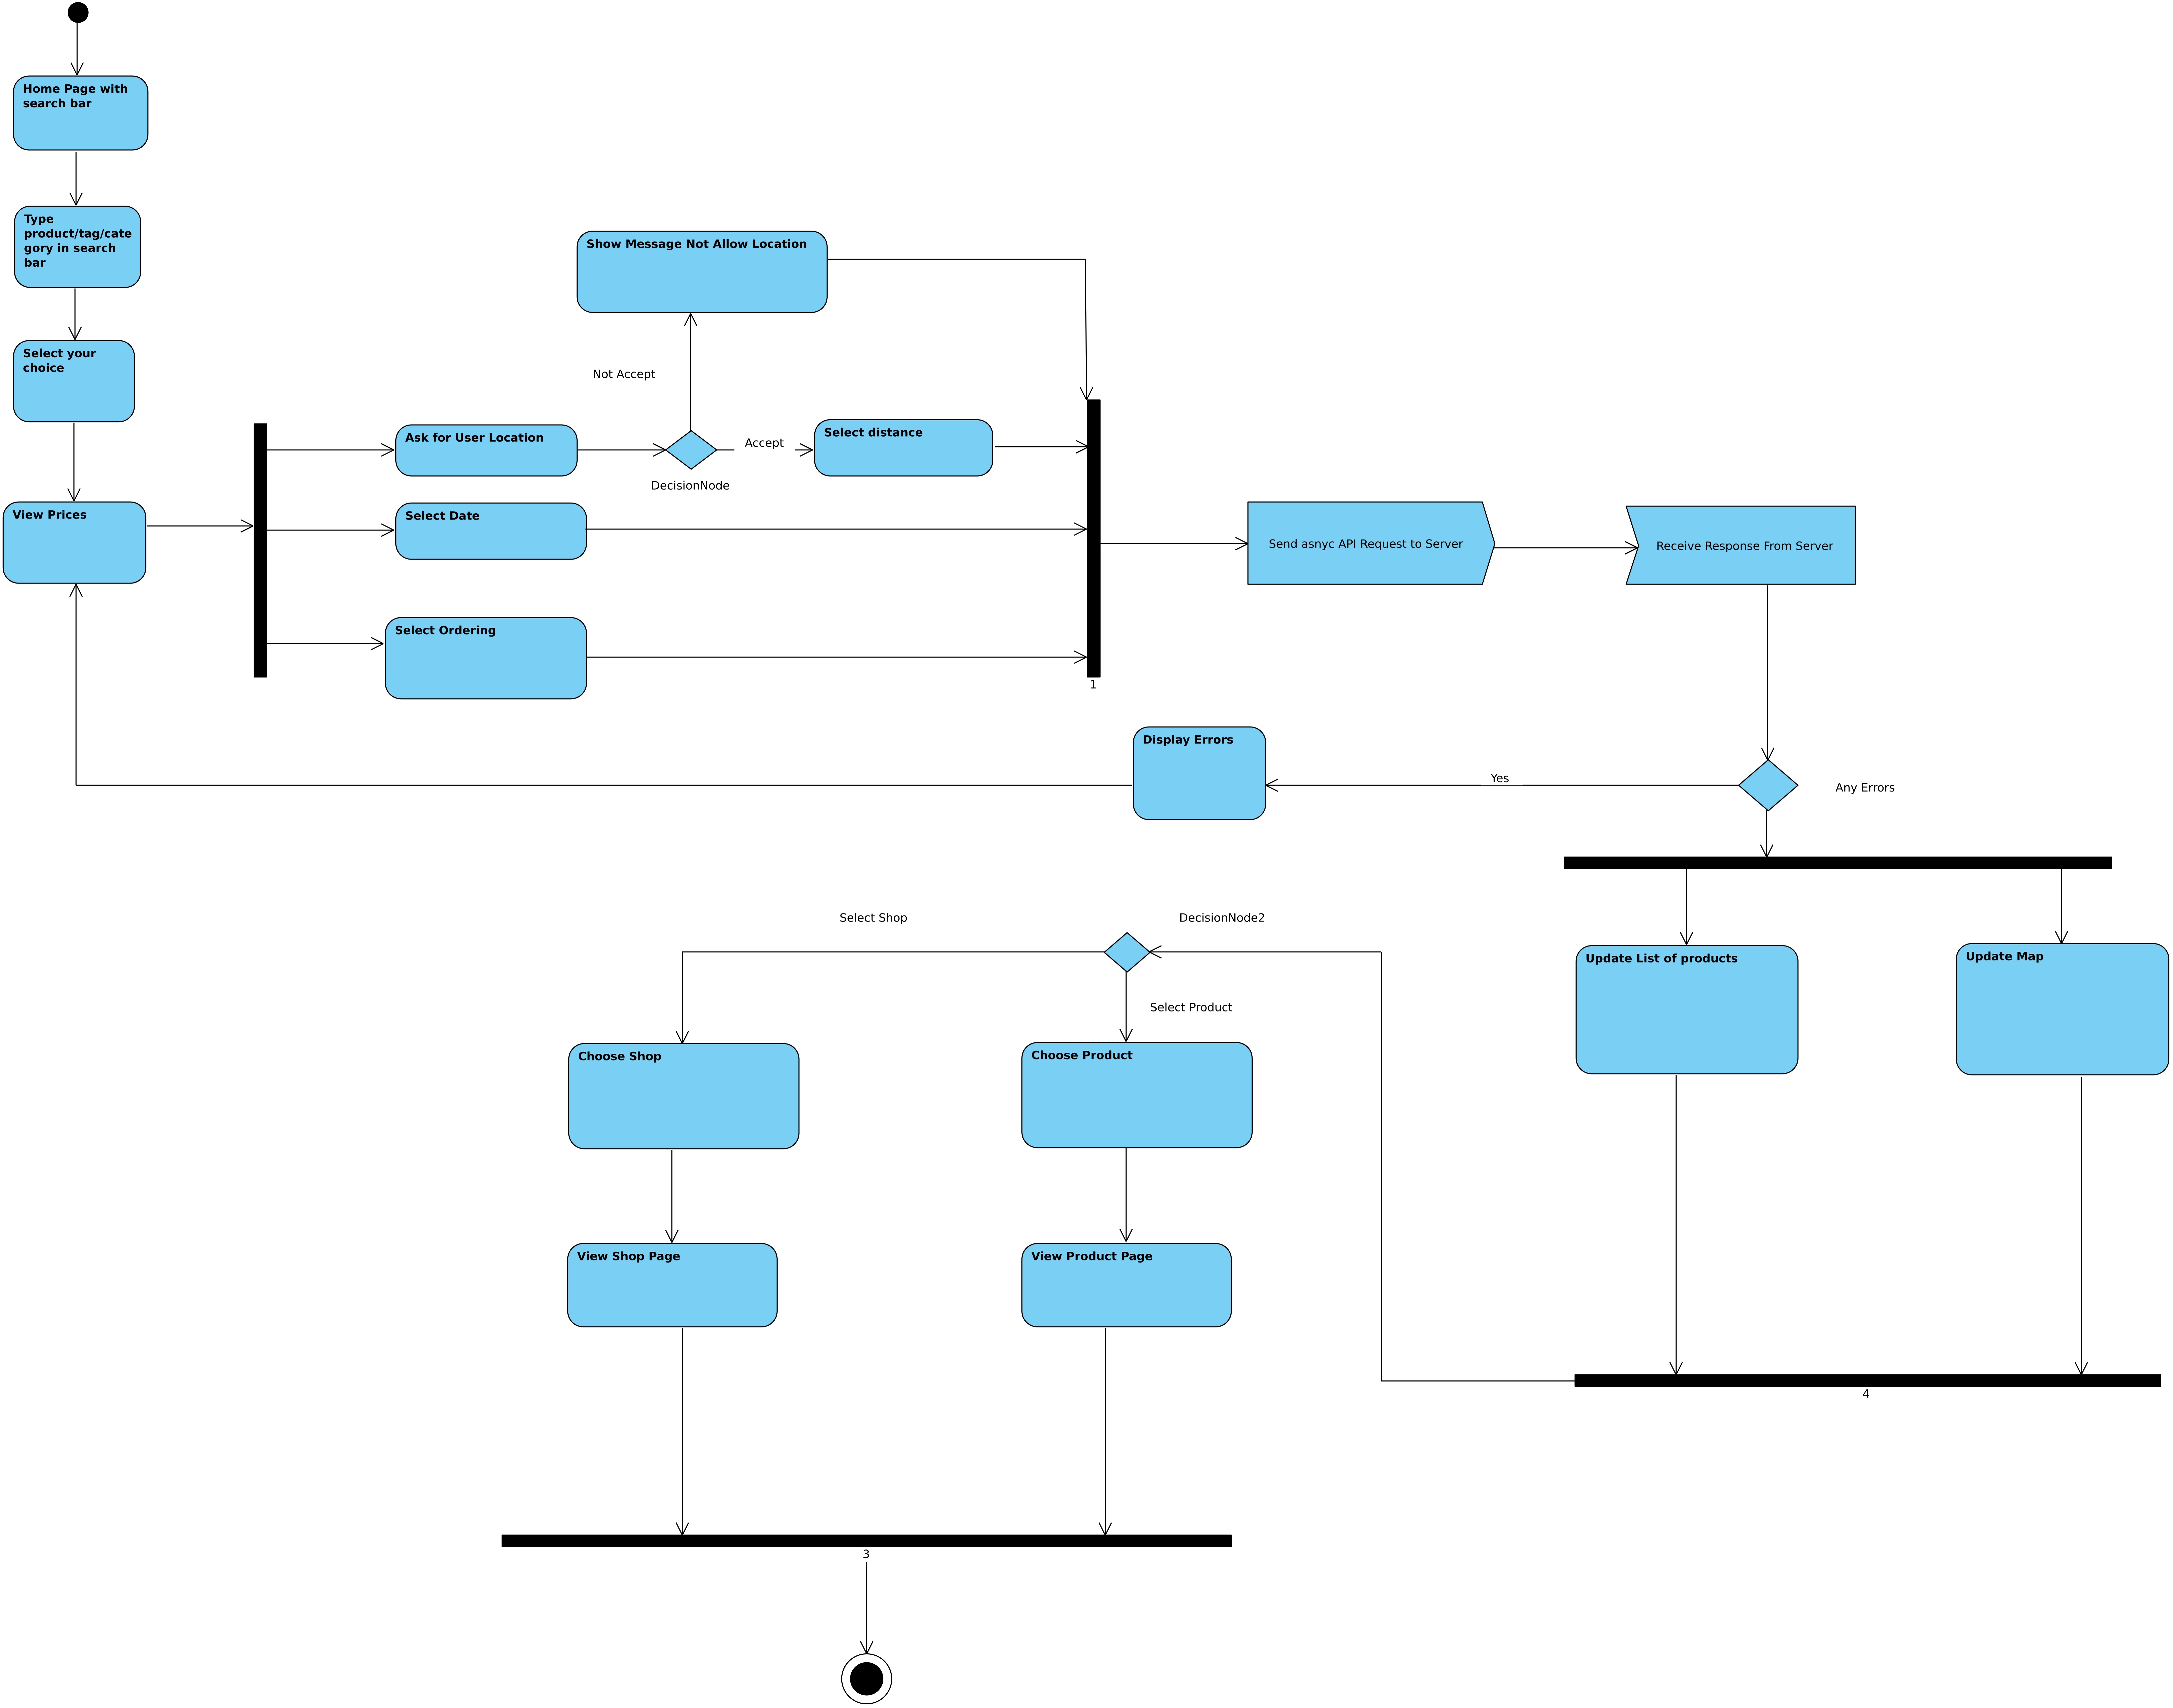 Home Page with
search bar
Type
product/tag/cate
gory in search
bar
Select your
choice
View Prices
Show Message Not Allow Location
Not Accept
Ask for User Location
Accept
Select distance
DecisionNode
Select Date
Select Ordering
1
Send asnyc API Request to Server
Receive Response From Server
Display Errors
Yes
Any Errors
Select Shop
DecisionNode2
Select Product
Update List of products
Update Map
Choose Shop
Choose Product
View Shop Page
View Product Page
4
3